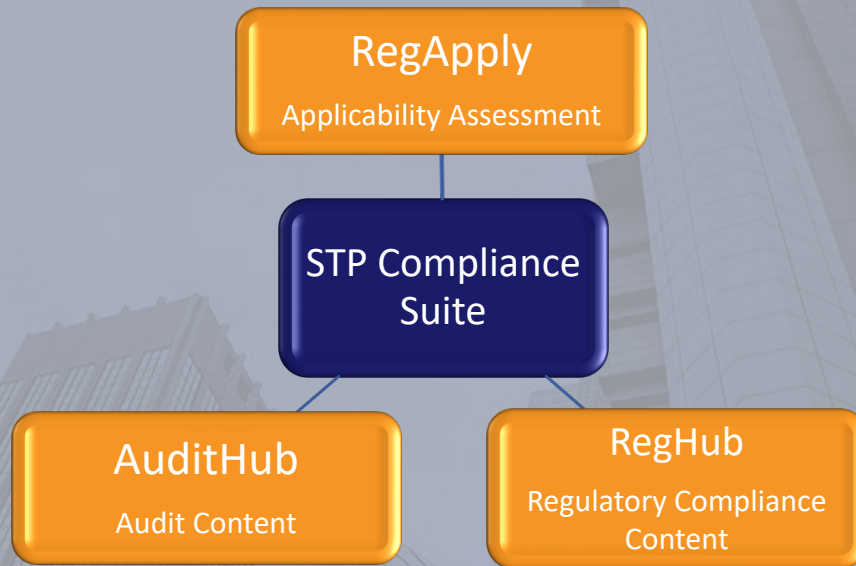 RegApply
Applicability Assessment
STP Compliance
Suite
AuditHub
Audit Content
RegHub
Regulatory Compliance
Content